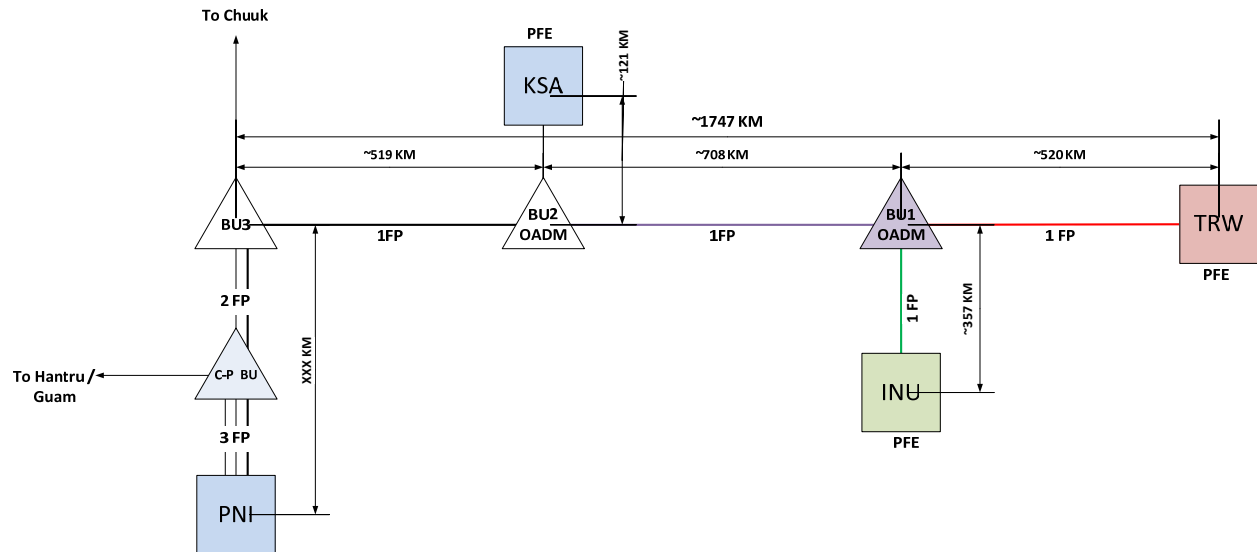 To Chuuk
PFE
KSA
~121 KM
~1747 KM
~519 KM
~708KM
~520 KM
BU3
BU2
OADM
BU1
OADM
TRW
1FP
1FP
1 FP
PFE
2 FP
XXX KM
1 FP
~357 KM
C-P BU
To Hantru /
Guam
INU
PFE
3 FP
PNI